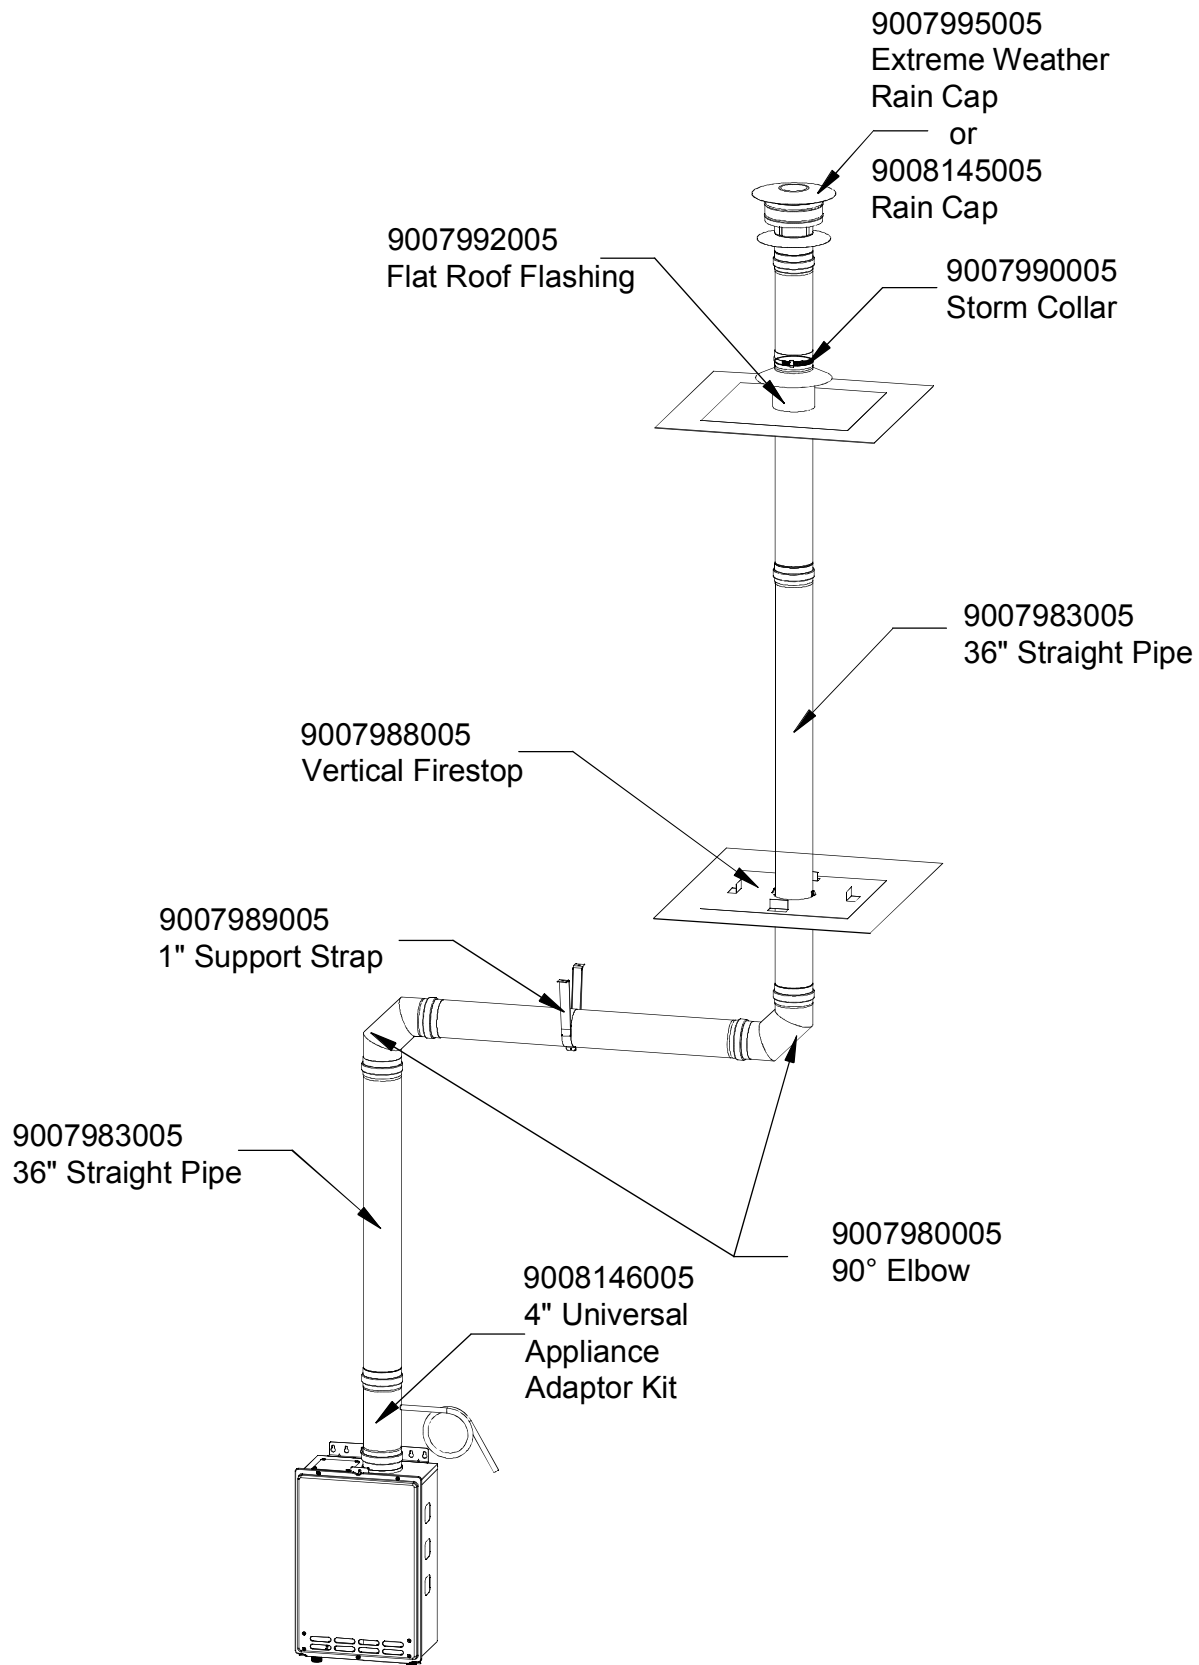 9007995005
Extreme Weather
Rain Cap
or
9008145005
Rain Cap
9007992005
Flat Roof Flashing
9007990005
Storm Collar
9007983005
36" Straight Pipe
9007988005
Vertical Firestop
9007989005
1" Support Strap
9007983005
36" Straight Pipe
9007980005
90° Elbow
9008146005
4" Universal
Appliance
Adaptor Kit